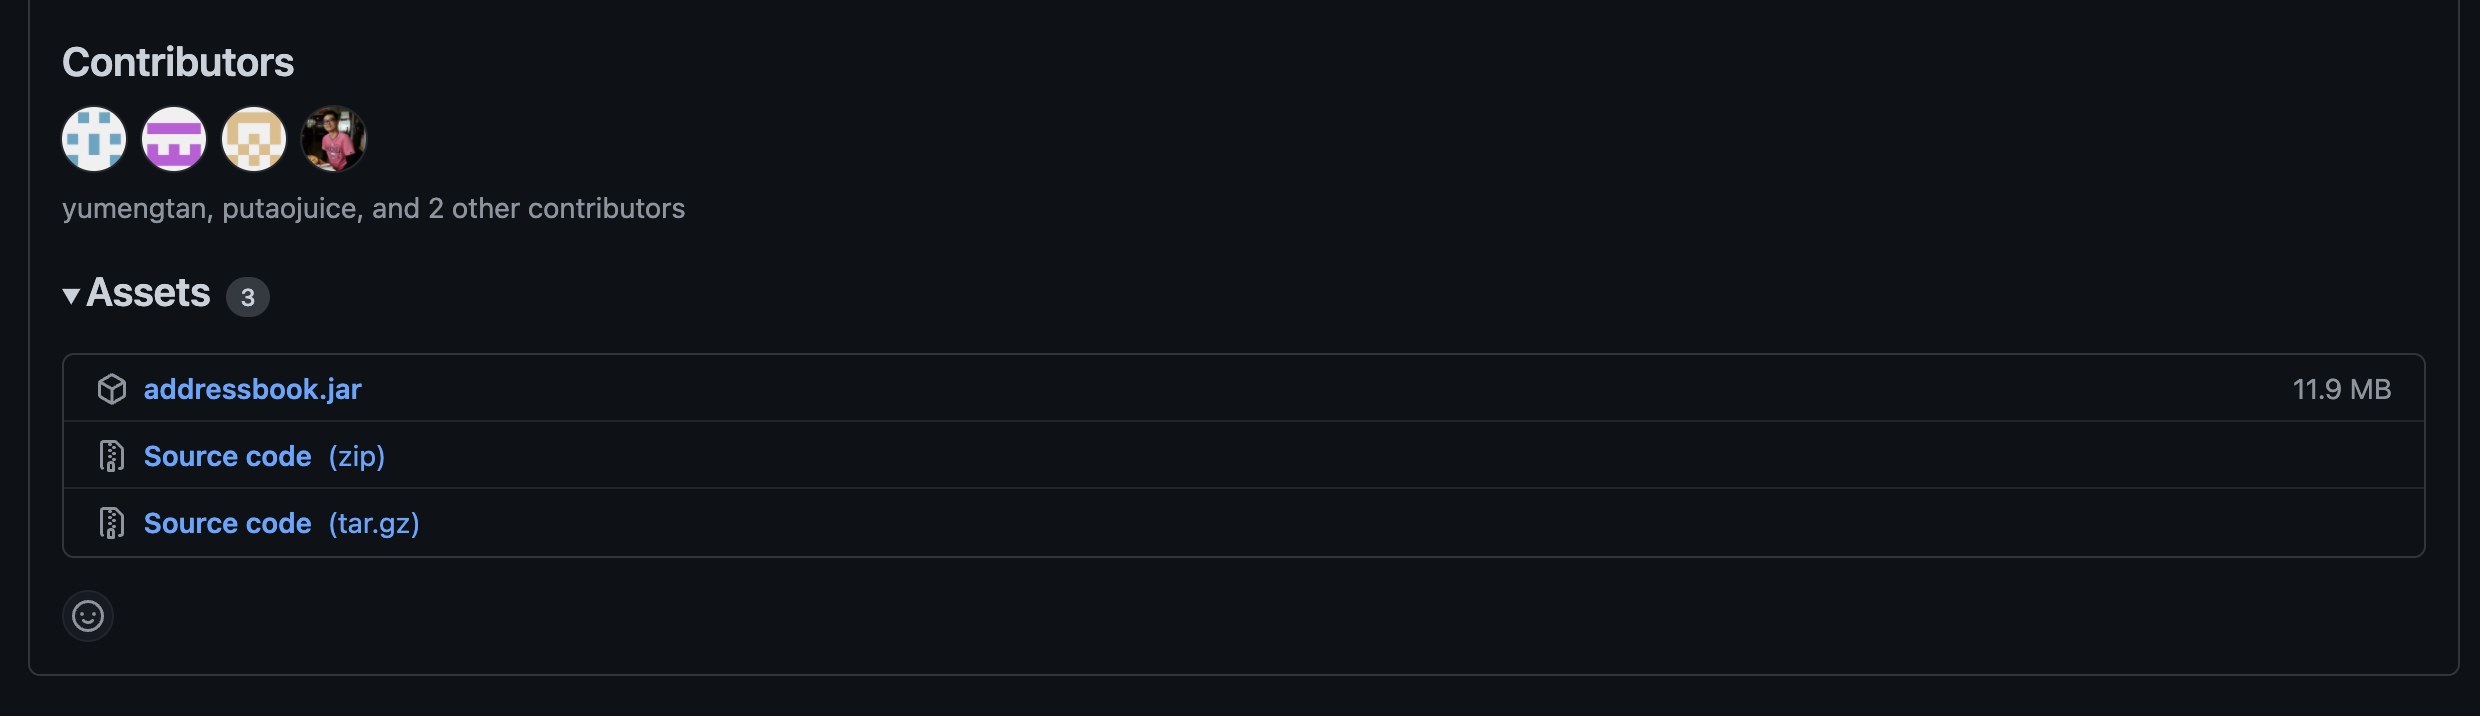 Contributors
yumengtan, putaojuice, and 2 other contributors
Assets 3
addressbook.jar 11.9 MB
Source code (zip)
Source code (tar.gz)